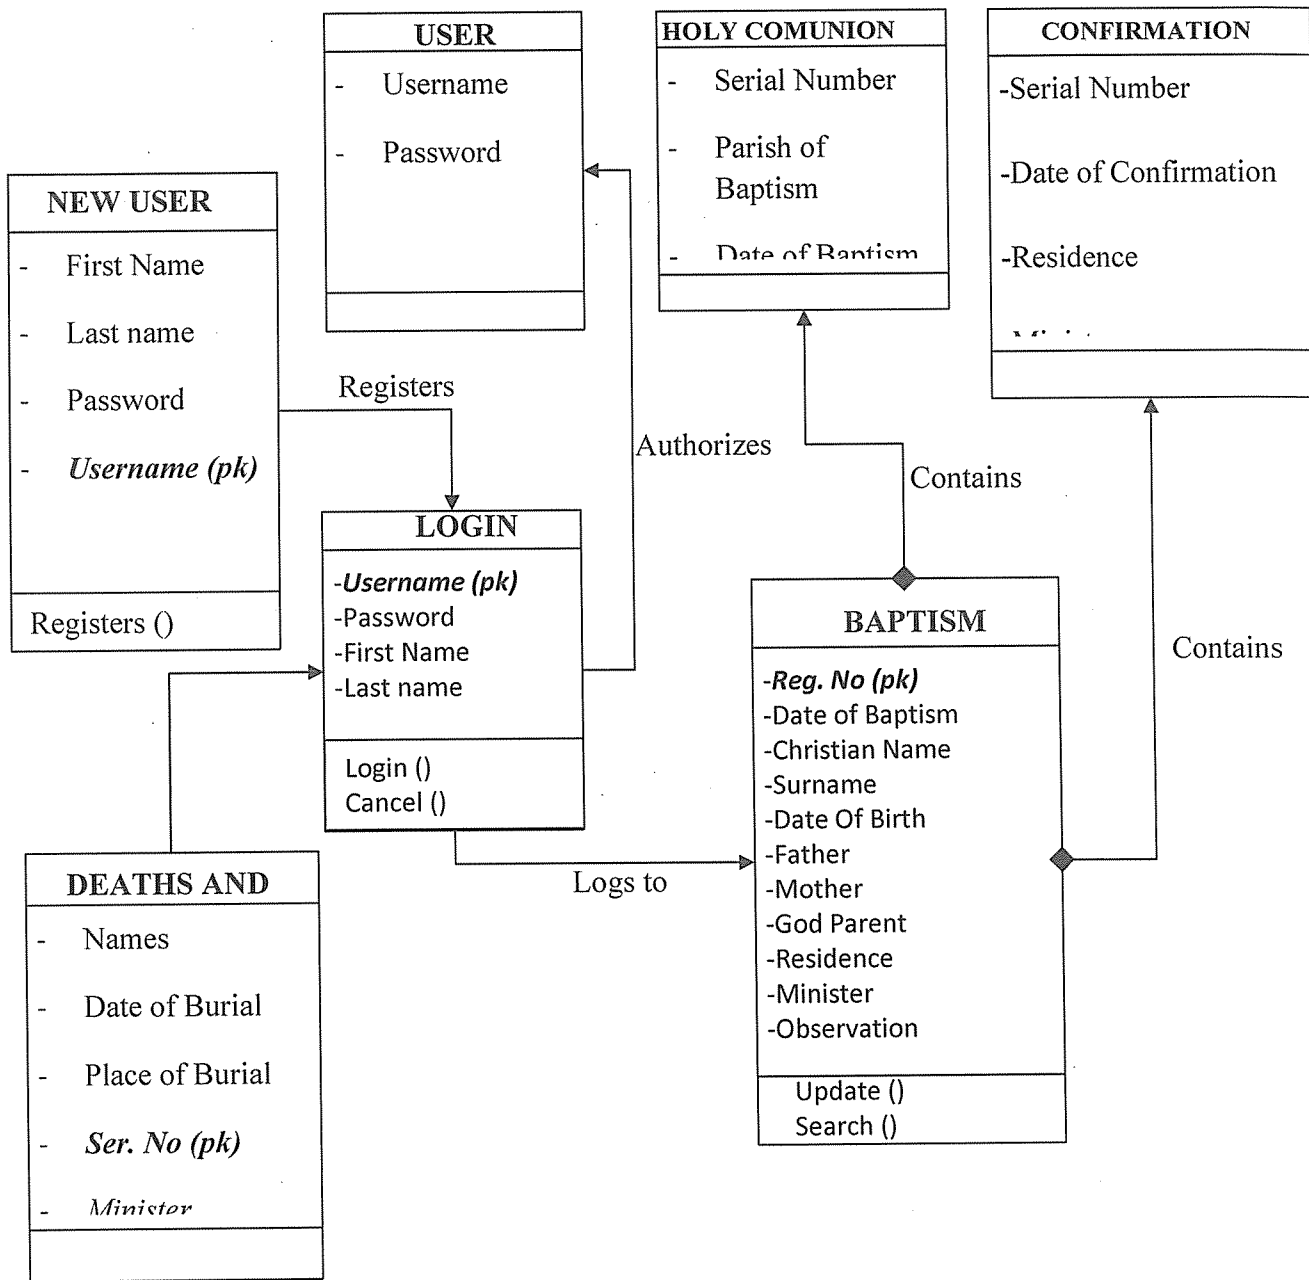 USER
- Username
- Password
HOLY COMUNION
- Serial Number
- Parish of
Baptism
- Date of Baptism
CONFIRMATION
-Serial Number
-Date of Confirmation
-Residence
NEW USER
- First Name
- Last name
- Password
- Username (pk)
Registers ()
Registers
Authorizes
Contains
Contains
LOGIN
-Username (pk)
-Password
-First Name
-Last name
Login ()
Cancel ()
Logs to
BAPTISM
-Reg. No (pk)
-Date of Baptism
-Christian Name
-Surname
-Date Of Birth
-Father
-Mother
-God Parent
-Residence
-Minister
-Observation
Update ()
Search ()
DEATHS AND
- Names
- Date of Burial
- Place of Burial
- Ser. No (pk)
- Minister